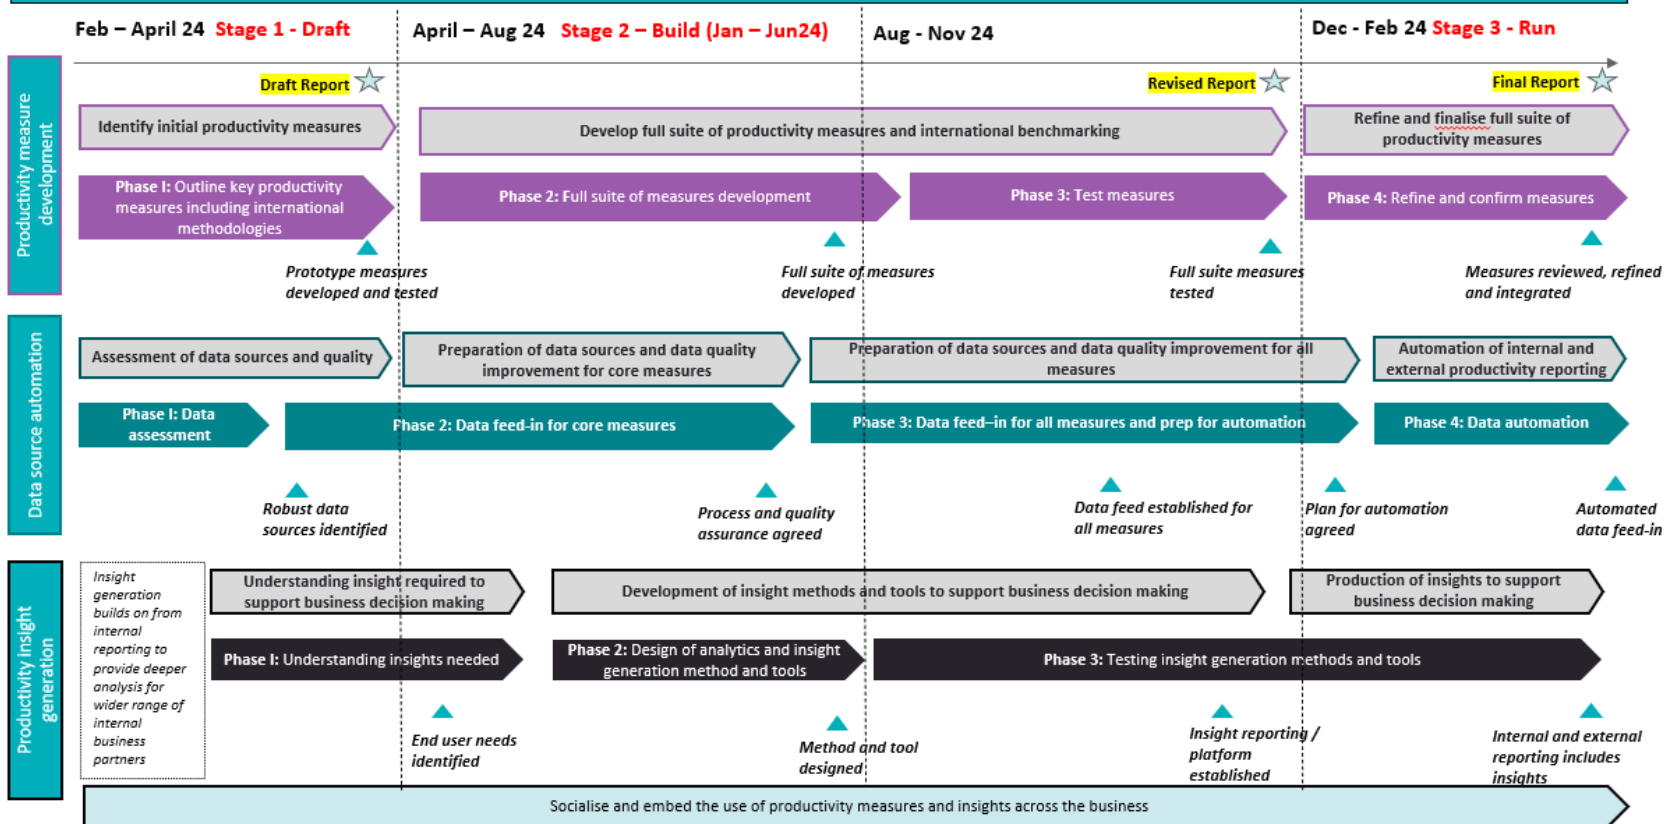 Feb – April 24 Stage 1 - Draft
April – Aug 24 Stage 2 – Build (Jan – Jun24)
Aug - Nov 24
Dec - Feb 24 Stage 3 - Run
Productivity measure
development
Draft Report
Revised Report
Final Report
Identify initial productivity measures
Develop full suite of productivity measures and international benchmarking
Refine and finalise full suite of
productivity measures
Phase I: Outline key productivity
measures including international
methodologies
Phase 2: Full suite of measures development
Phase 3: Test measures
Phase 4: Refine and confirm measures
Prototype measures
developed and tested
Full suite of measures
developed
Full suite measures
tested
Measures reviewed, refined
and integrated
Data source automation
Assessment of data sources and quality
Preparation of data sources and data quality
improvement for core measures
Preparation of data sources and data quality improvement for all
measures
Automation of internal and
external productivity reporting
Phase I: Data
assessment
Phase 2: Data feed-in for core measures
Phase 3: Data feed–in for all measures and prep for automation
Phase 4: Data automation
Robust data
sources identified
Process and quality
assurance agreed
Data feed established for
all measures
Plan for automation
agreed
Automated
data feed-in
Productivity insight
generation
Insight
generation
builds on from
internal
reporting to
provide deeper
analysis for
wider range of
internal
business
partners
Understanding insight required to
support business decision making
Development of insight methods and tools to support business decision making
Production of insights to support
business decision making
Phase I: Understanding insights needed
Phase 2: Design of analytics and insight
generation method and tools
Phase 3: Testing insight generation methods and tools
End user needs
identified
Method and tool
designed
Insight reporting /
platform
established
Internal and external
reporting includes
insights
Socialise and embed the use of productivity measures and insights across the business